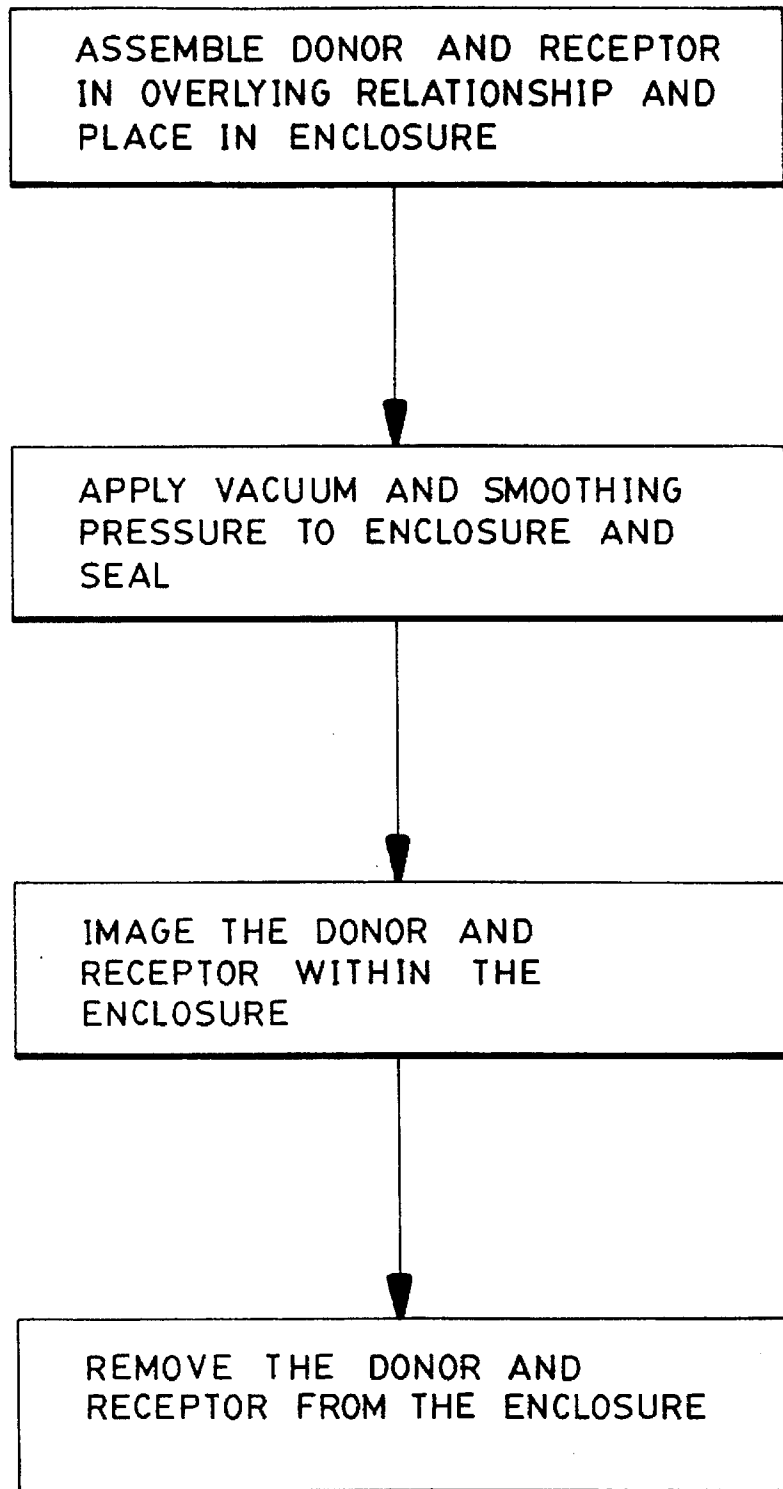 ASSEMBLE DONOR AND RECEPTOR
IN OVERLYING RELATIONSHIP AND
PLACE IN ENCLOSURE
APPLY VACUUM AND SMOOTHING
PRESSURE TO ENCLOSURE AND
SEAL
IMAGE THE DONOR AND
RECEPTOR WITHIN THE
ENCLOSURE
REMOVE THE DONOR AND
RECEPTOR FROM THE ENCLOSURE